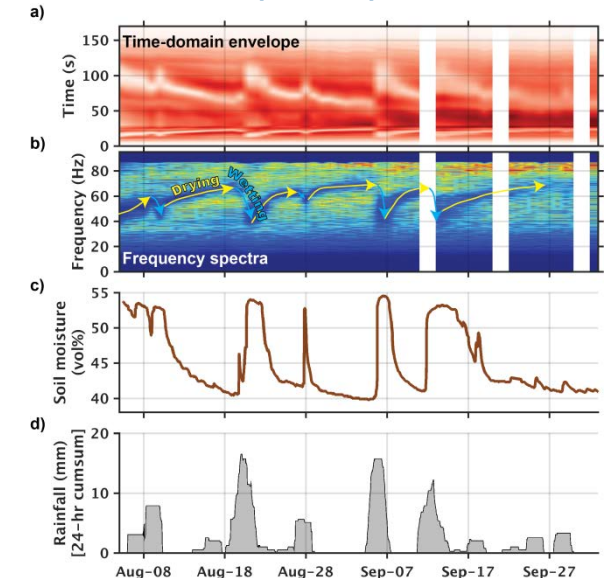 a)
Time-domain envelope
Time (s)
150
100
50
0
b)
Drying
Wetting
Frequency spectra
Frequency (Hz)
80
60
40
20
0
c)
Soil moisture
(vol%)
55
50
45
40
d)
Rainfall (mm)
[24-hr cumsum]
20
10
0
Aug-08 Aug-18 Aug-28 Sep-07 Sep-17 Sep-27